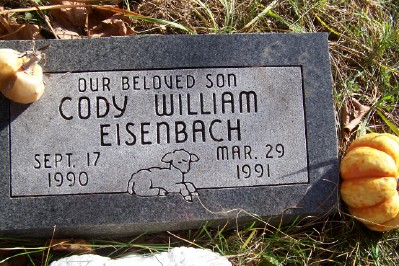 OUR BELOVED SON
CODY WILLIAM
EISENBACH
SEPT. 17 MAR. 29
1990 1991